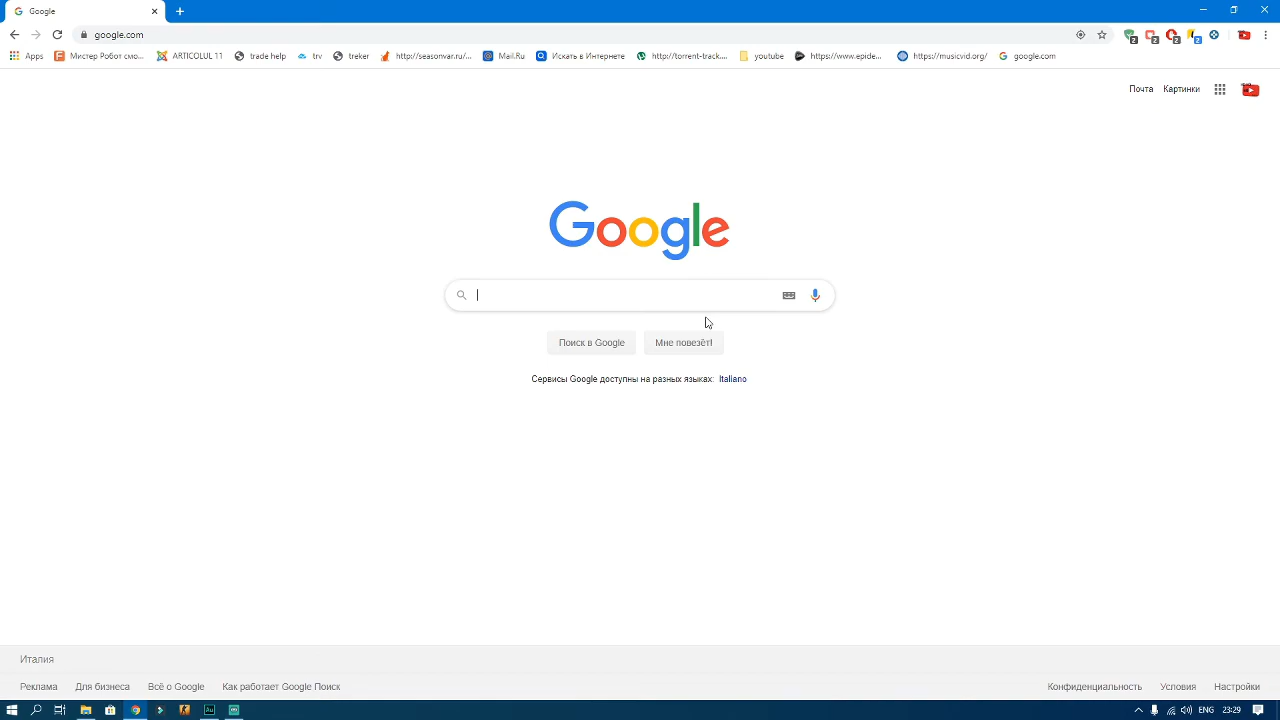 Google
google.com
Apps Мистер Робот смо... ARTICOLUL 11 trade help trv treker http://seasonvar.ru/... Mail.Ru Искать в Интернете http://torrent-track.... youtube https://www.epide... https://musicvid.org/ google.com
Почта Картинки
Google
Поиск в Google Мне повезёт!
Сервисы Google доступны на разных языках: Italiano
Италия
Реклама Для бизнеса Всё о Google Как работает Google Поиск Конфиденциальность Условия Настройки
ENG 23:29